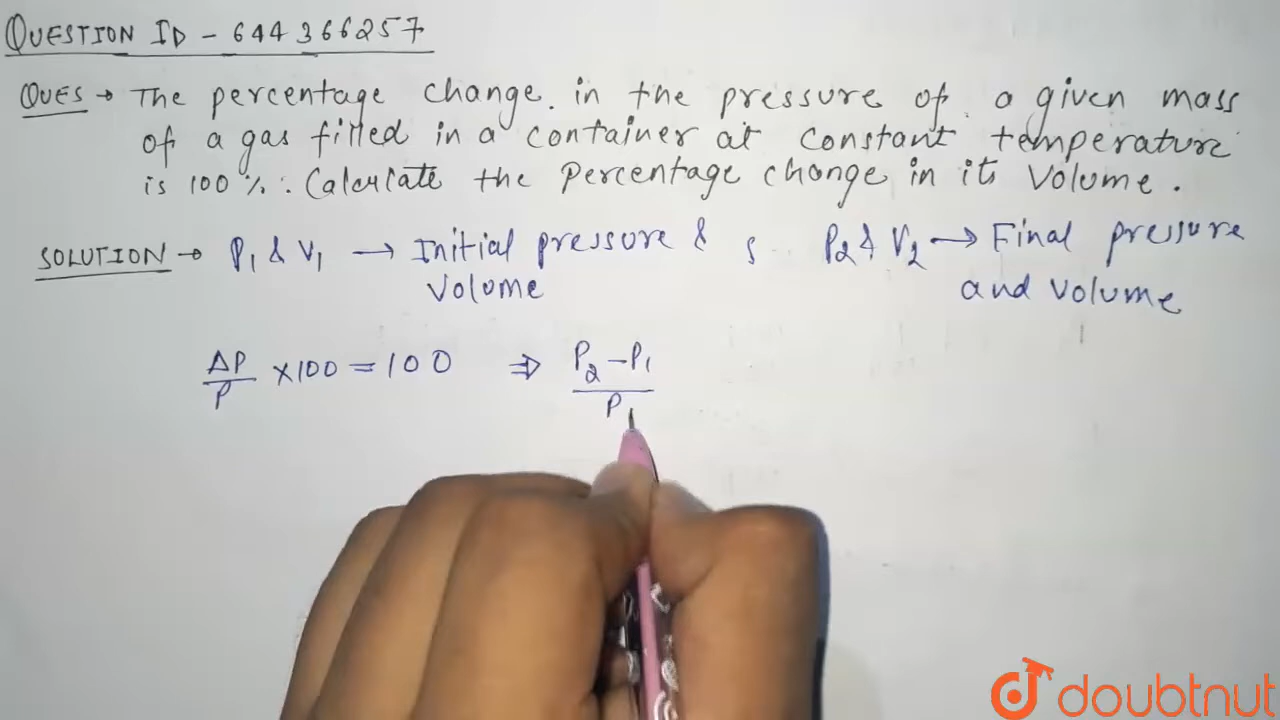 QUESTION ID - 644366257
QUES → The percentage change in the pressure of a given mass
of a gas filled in a container at constant temperature
is 100 %. Calculate the percentage change in its volume.
SOLUTION → P₁ & V₁ → Initial pressure & volume
; P₂ & V₂ → Final pressure and volume
ΔP/P × 100 = 100 ⇒ P₂ - P₁/P
doubtnut